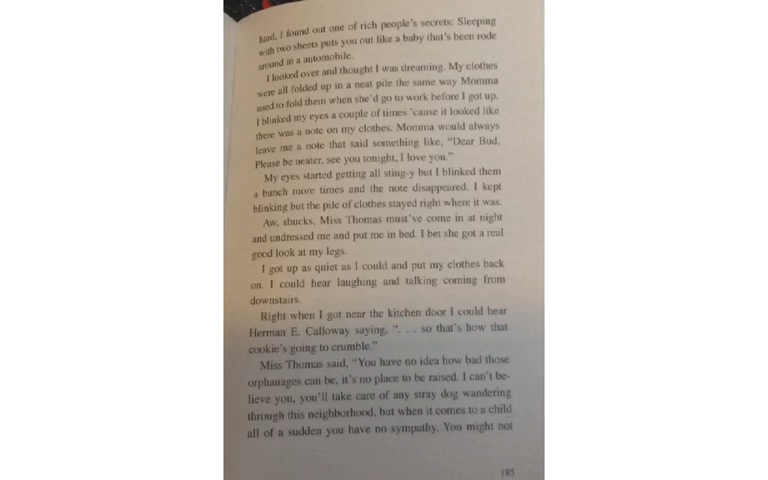 hard, I found out one of rich people's secrets: Sleeping
with two sheets puts you out like a baby that's been rode
around in a automobile.
I looked over and thought I was dreaming. My clothes
were all folded up in a neat pile the same way Momma
used to fold them when she'd go to work before I got up.
I blinked my eyes a couple of times 'cause it looked like
there was a note on my clothes. Momma would always
leave me a note that said something like, "Dear Bud,
Please be neater, see you tonight, I love you."
My eyes started getting all sting-y but I blinked them
a bunch more times and the note disappeared. I kept
blinking but the pile of clothes stayed right where it was.
Aw, shucks, Miss Thomas must've come in at night
and undressed me and put me in bed. I bet she got a real
good look at my legs.
I got up as quiet as I could and put my clothes back
on. I could hear laughing and talking coming from
downstairs.
Right when I got near the kitchen door I could hear
Herman E. Calloway saying, ". . . so that's how that
cookie's going to crumble."
Miss Thomas said, "You have no idea how bad those
orphanages can be, it's no place to be raised. I can't be-
lieve you, you'll take care of any stray dog wandering
through this neighborhood, but when it comes to a child
all of a sudden you have no sympathy. You might not
185